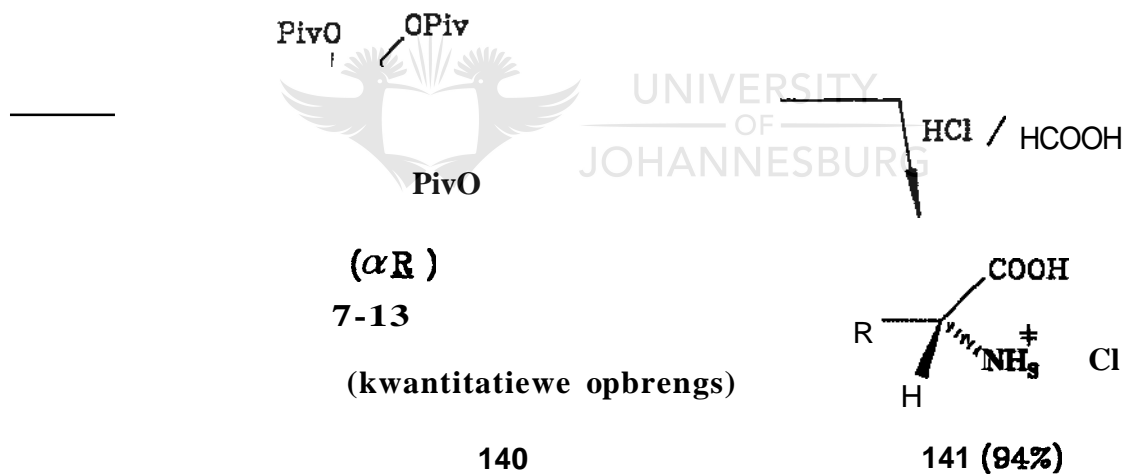 PivO OPiv
UNIVERSITY
OF
JOHANNESBURG
HCl / HCOOH
PivO
(αR)
7-13
(kwantitatiewe opbrengs)
140
COOH
R
NH₃ Cl
+
H
141 (94%)